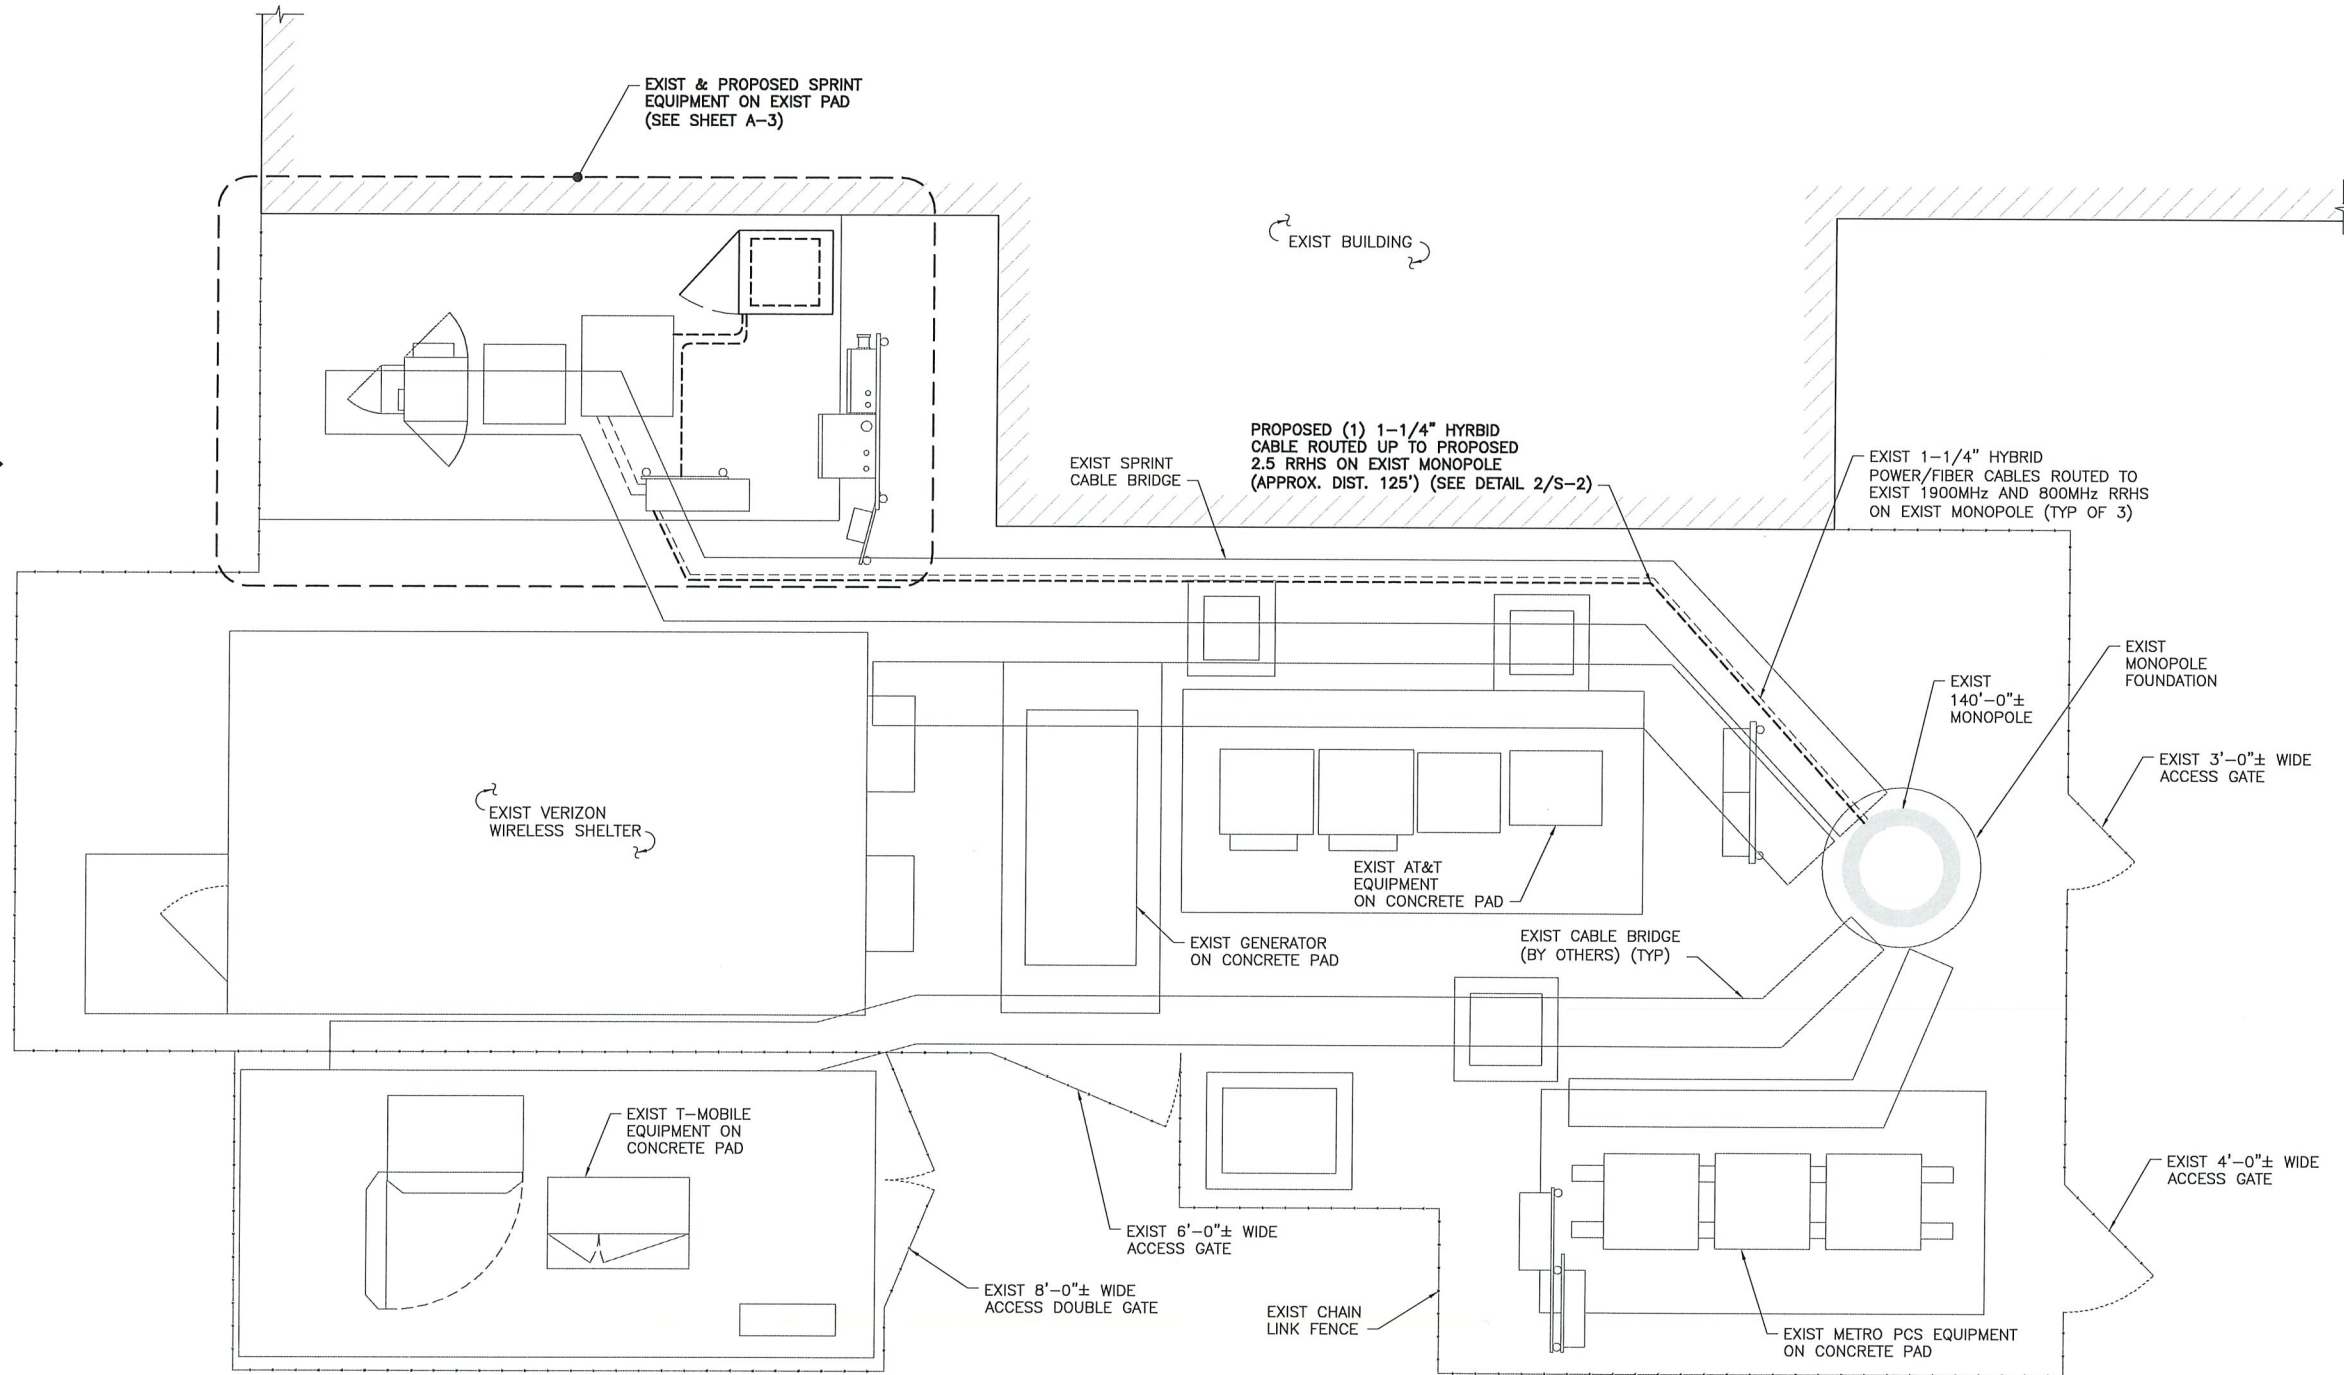 EXIST & PROPOSED SPRINT
EQUIPMENT ON EXIST PAD
(SEE SHEET A-3)
EXIST BUILDING
EXIST SPRINT
CABLE BRIDGE
PROPOSED (1) 1-1/4" HYRBID
CABLE ROUTED UP TO PROPOSED
2.5 RRHS ON EXIST MONOPOLE
(APPROX. DIST. 125') (SEE DETAIL 2/S-2)
EXIST 1-1/4" HYBRID
POWER/FIBER CABLES ROUTED TO
EXIST 1900MHz AND 800MHz RRHS
ON EXIST MONOPOLE (TYP OF 3)
EXIST
MONOPOLE
FOUNDATION
EXIST
140'-0"±
MONOPOLE
EXIST 3'-0"± WIDE
ACCESS GATE
EXIST VERIZON
WIRELESS SHELTER
EXIST AT&T
EQUIPMENT
ON CONCRETE PAD
EXIST GENERATOR
ON CONCRETE PAD
EXIST CABLE BRIDGE
(BY OTHERS) (TYP)
EXIST T-MOBILE
EQUIPMENT ON
CONCRETE PAD
EXIST 4'-0"± WIDE
ACCESS GATE
EXIST 6'-0"± WIDE
ACCESS GATE
EXIST 8'-0"± WIDE
ACCESS DOUBLE GATE
EXIST CHAIN
LINK FENCE
EXIST METRO PCS EQUIPMENT
ON CONCRETE PAD